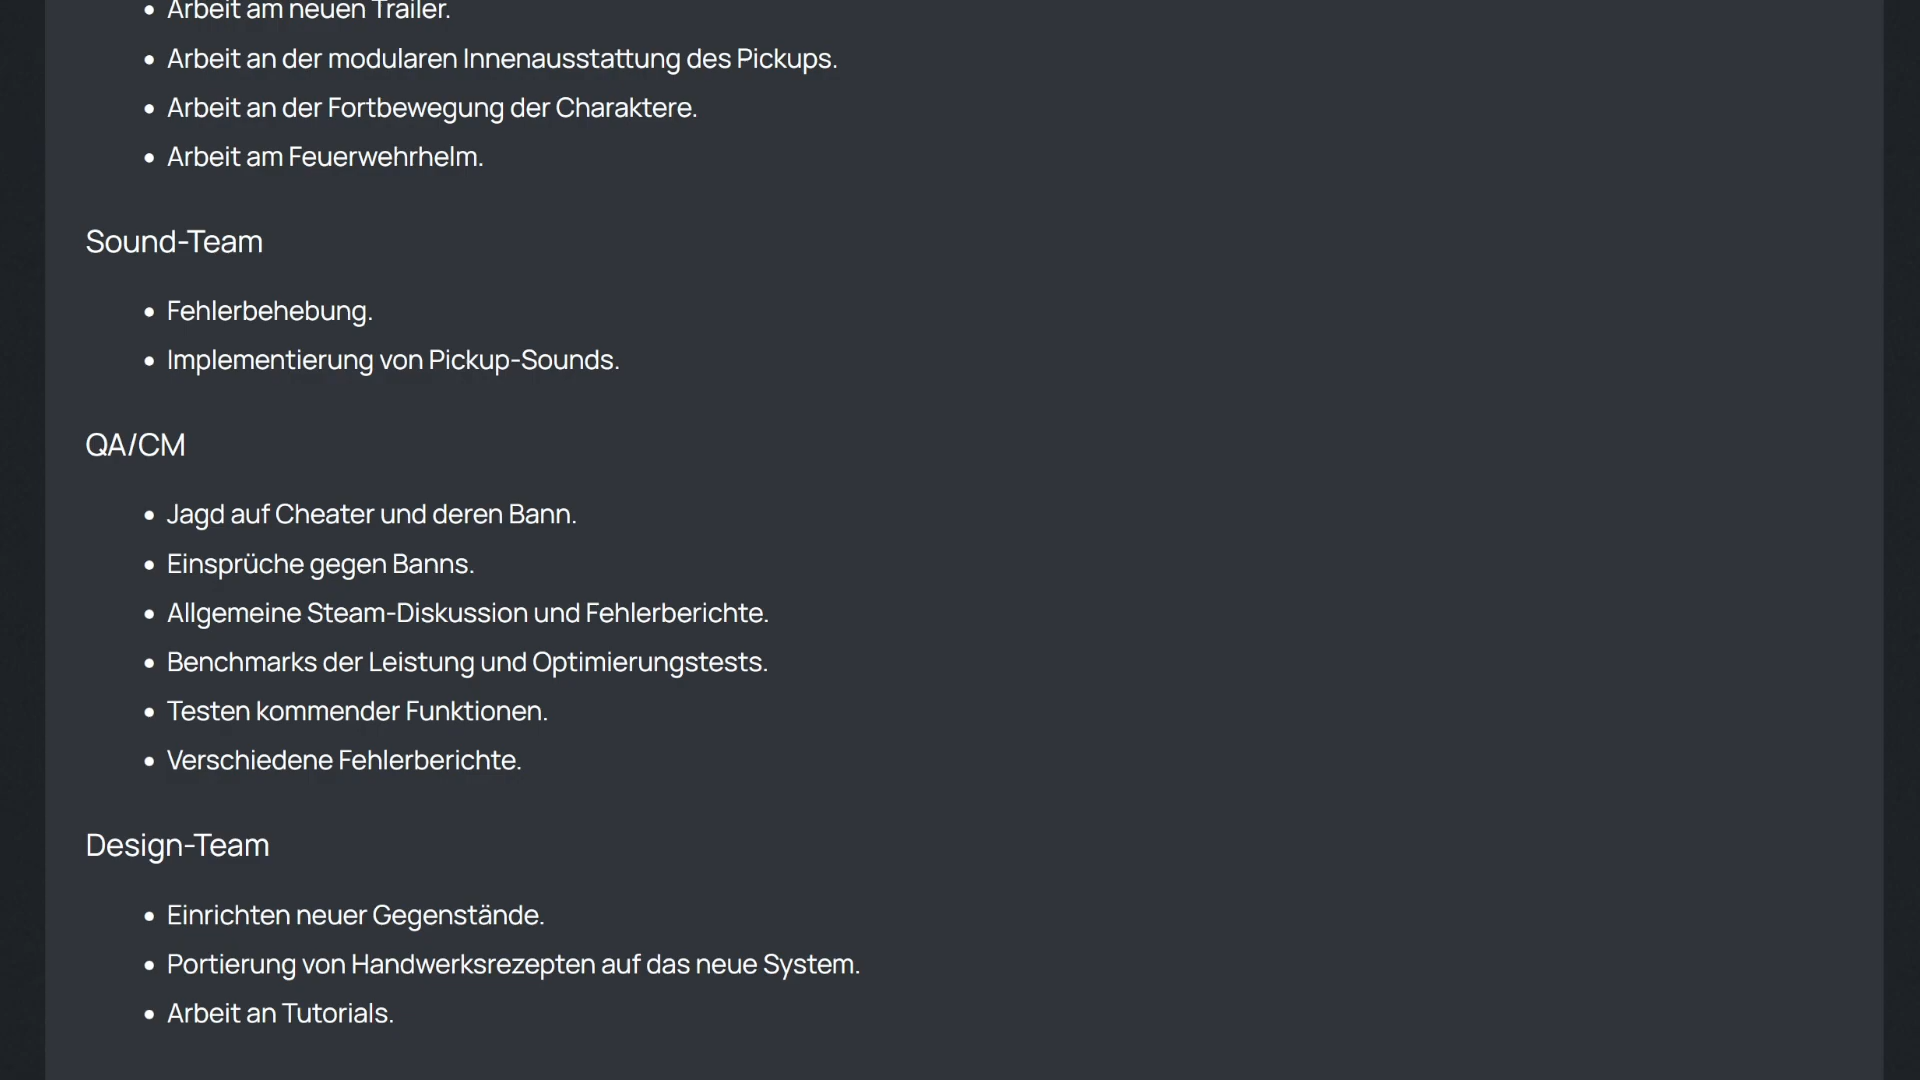 Arbeit am neuen Trailer.
Arbeit an der modularen Innenausstattung des Pickups.
Arbeit an der Fortbewegung der Charaktere.
Arbeit am Feuerwehrhelm.
Sound-Team
Fehlerbehebung.
Implementierung von Pickup-Sounds.
QA/CM
Jagd auf Cheater und deren Bann.
Einsprüche gegen Banns.
Allgemeine Steam-Diskussion und Fehlerberichte.
Benchmarks der Leistung und Optimierungstests.
Testen kommender Funktionen.
Verschiedene Fehlerberichte.
Design-Team
Einrichten neuer Gegenstände.
Portierung von Handwerksrezepten auf das neue System.
Arbeit an Tutorials.